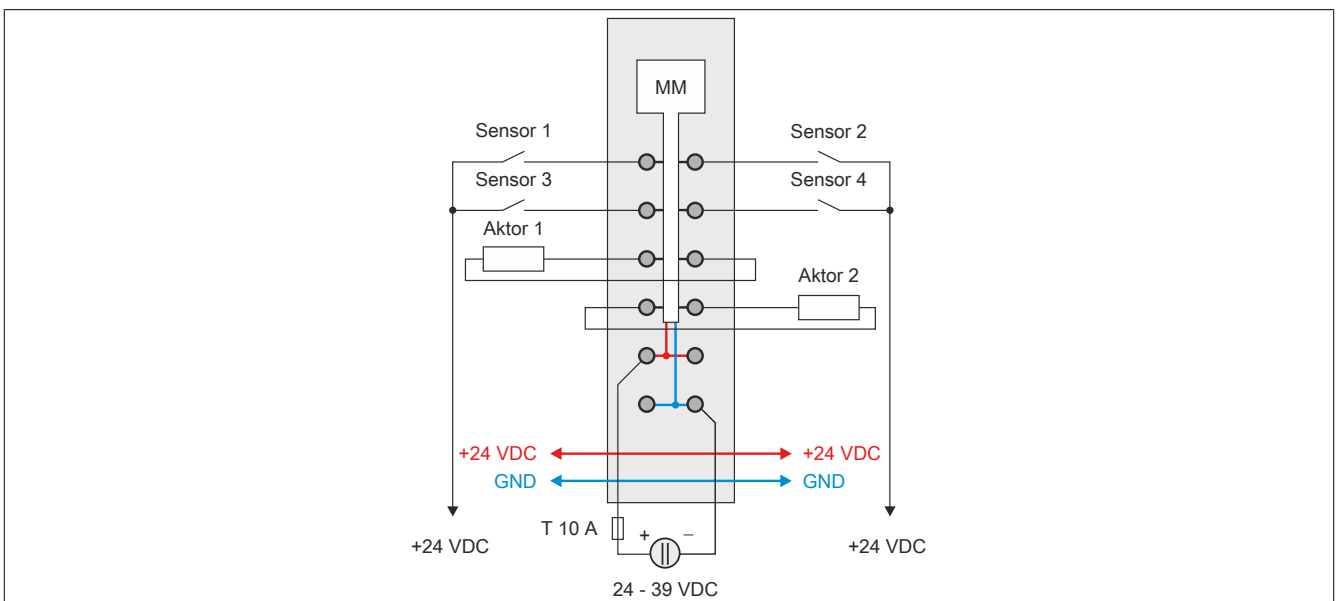 MM
Sensor 1
Sensor 2
Sensor 3
Sensor 4
Aktor 1
Aktor 2
+24 VDC
+24 VDC
GND
GND
T 10 A
+
–
+24 VDC
+24 VDC
24 - 39 VDC